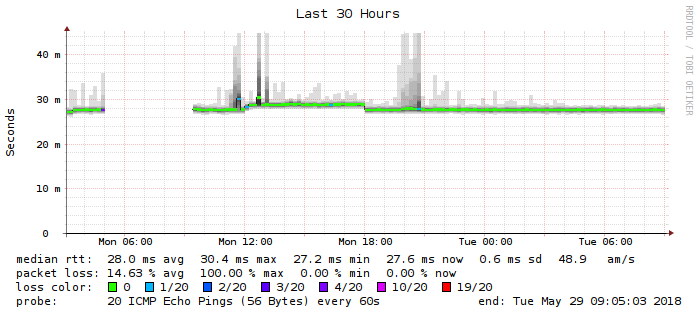 Last 30 Hours
RRDTOOL / TOBI OETIKER
Seconds
40 m
30 m
20 m
10 m
0
Mon 06:00 Mon 12:00 Mon 18:00 Tue 00:00 Tue 06:00
median rtt: 28.0 ms avg 30.4 ms max 27.2 ms min 27.6 ms now 0.6 ms sd 48.9 am/s
packet loss: 14.63 % avg 100.00 % max 0.00 % min 0.00 % now
loss color: 0 1/20 2/20 3/20 4/20 10/20 19/20
probe: 20 ICMP Echo Pings (56 Bytes) every 60s end: Tue May 29 09:05:03 2018